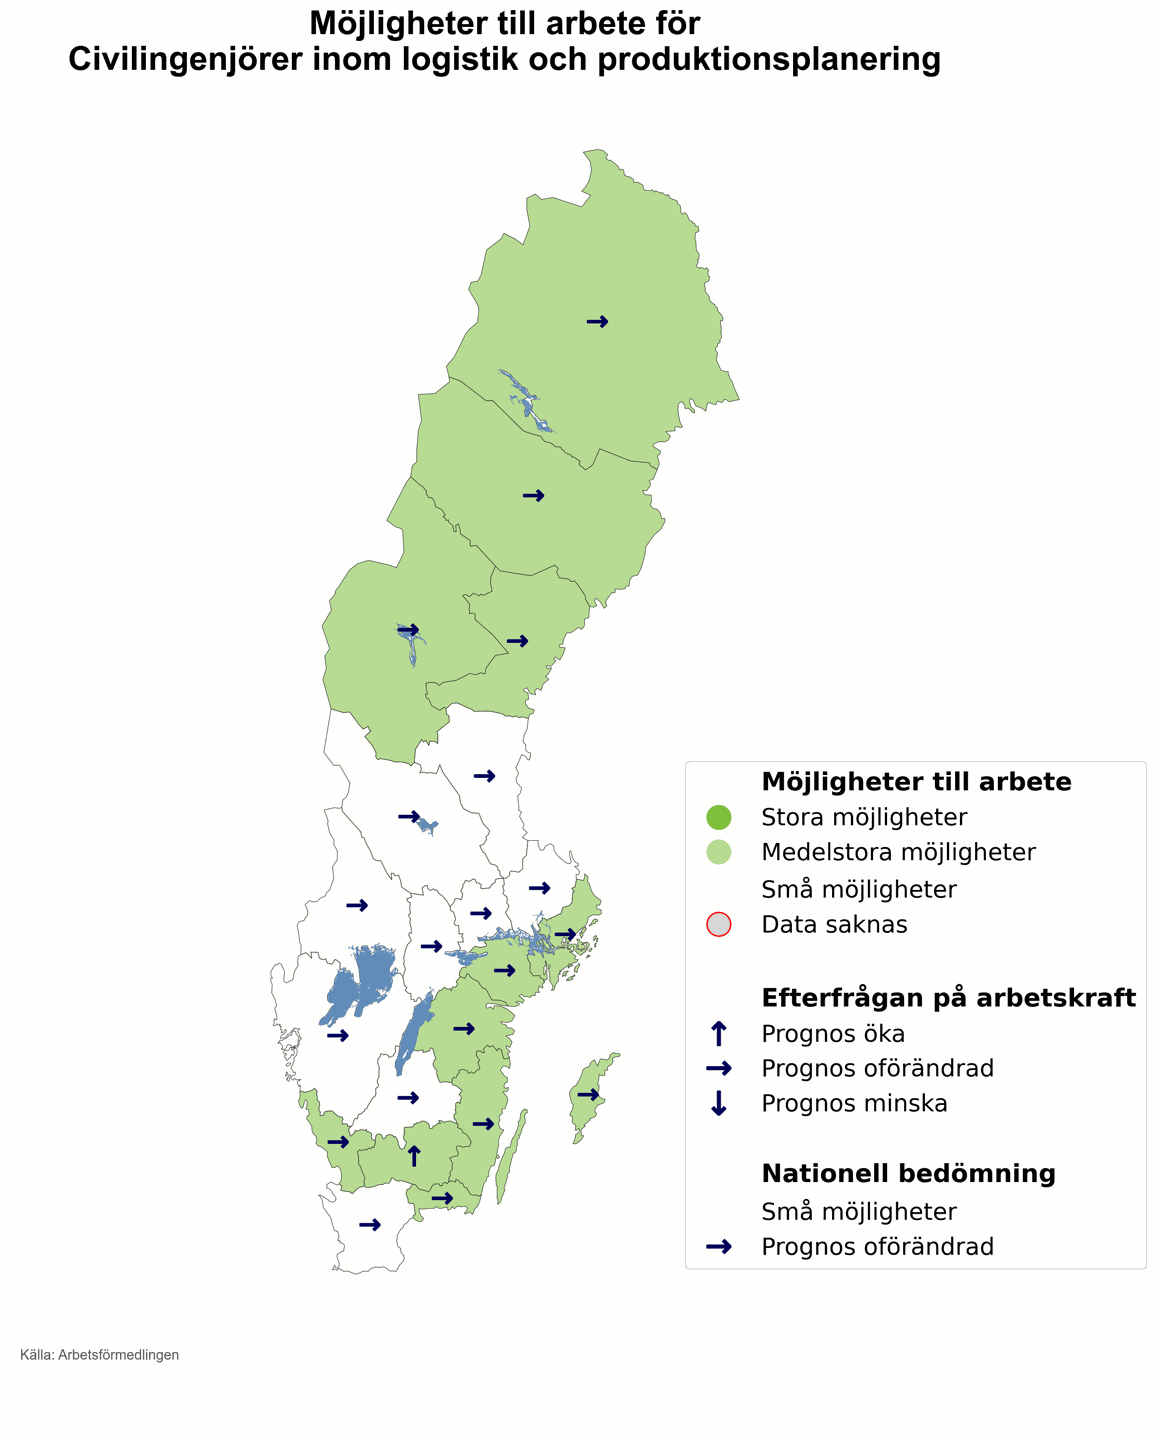 Möjligheter till arbete för
Civilingenjörer inom logistik och produktionsplanering
Möjligheter till arbete
Stora möjligheter
Medelstora möjligheter
Små möjligheter
Data saknas
Efterfrågan på arbetskraft
Prognos öka
Prognos oförändrad
Prognos minska
Nationell bedömning
Små möjligheter
Prognos oförändrad
Källa: Arbetsförmedlingen